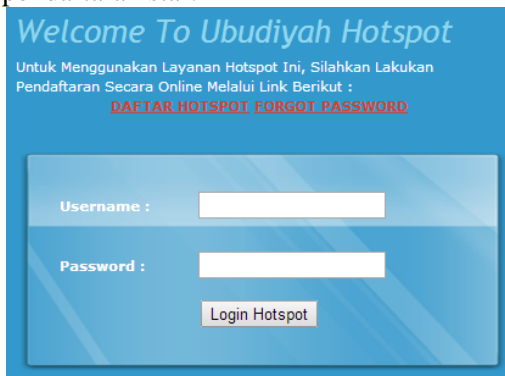 Welcome To Ubudiyah Hotspot
Untuk Menggunakan Layanan Hotspot Ini, Silahkan Lakukan
Pendaftaran Secara Online Melalui Link Berikut :
DAFTAR HOTSPOT FORGOT PASSWORD
Username :
Password :
Login Hotspot